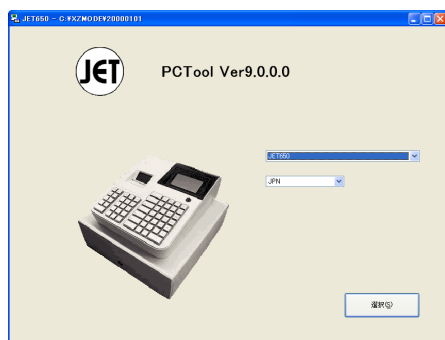 JET650 - C:¥XZMODE¥20000101
JET
PCTool Ver9.0.0.0
JET650
JPN
選択(S)